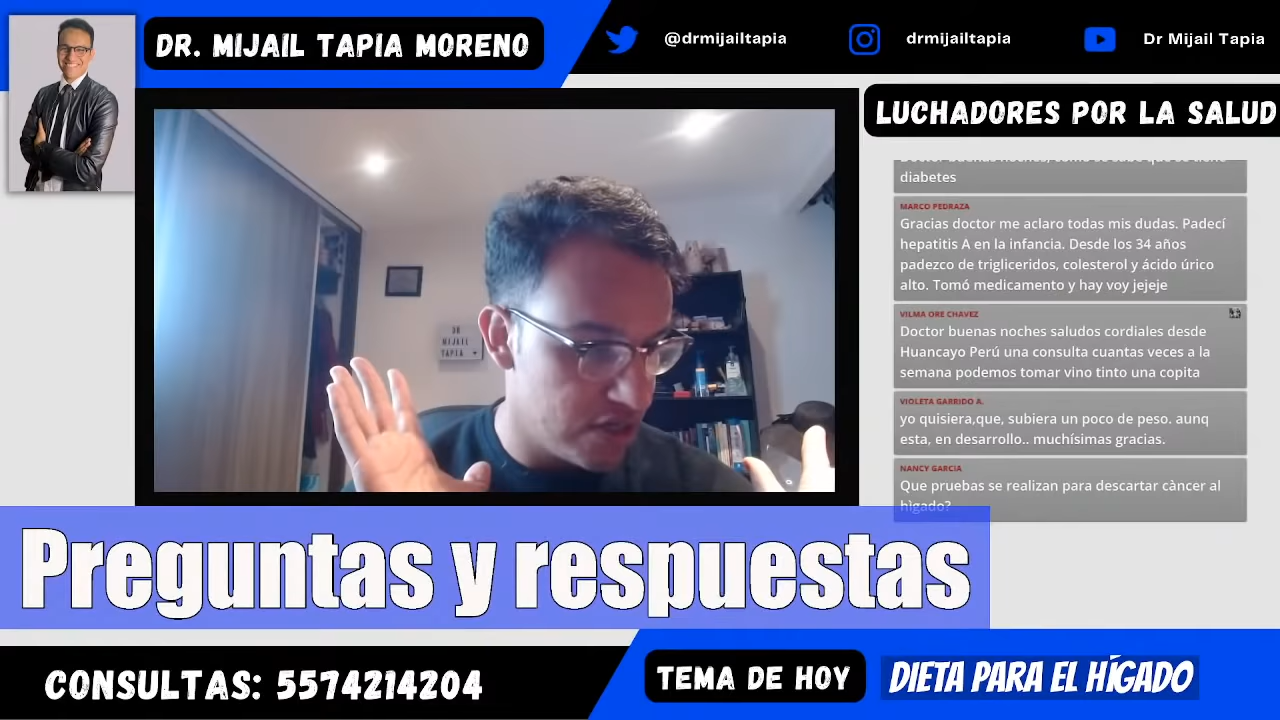 DR. MIJAIL TAPIA MORENO
@drmijailtapia
drmijailtapia
Dr Mijail Tapia
LUCHADORES POR LA SALUD
diabetes
MARCO PEDRAZA
Gracias doctor me aclaro todas mis dudas. Padecí
hepatitis A en la infancia. Desde los 34 años
padezco de trigliceridos, colesterol y ácido úrico
alto. Tomó medicamento y hay voy jejeje
VILMA ORE CHAVEZ
Doctor buenas noches saludos cordiales desde
Huancayo Perú una consulta cuantas veces a la
semana podemos tomar vino tinto una copita
VIOLETA GARRIDO A.
yo quisiera,que, subiera un poco de peso. aunq
esta, en desarrollo.. muchísimas gracias.
NANCY GARCIA
Que pruebas se realizan para descartar càncer al
hìgado?
MIJAIL
TAPIA
Preguntas y respuestas
CONSULTAS: 5574214204
TEMA DE HOY
DIETA PARA EL HÍGADO